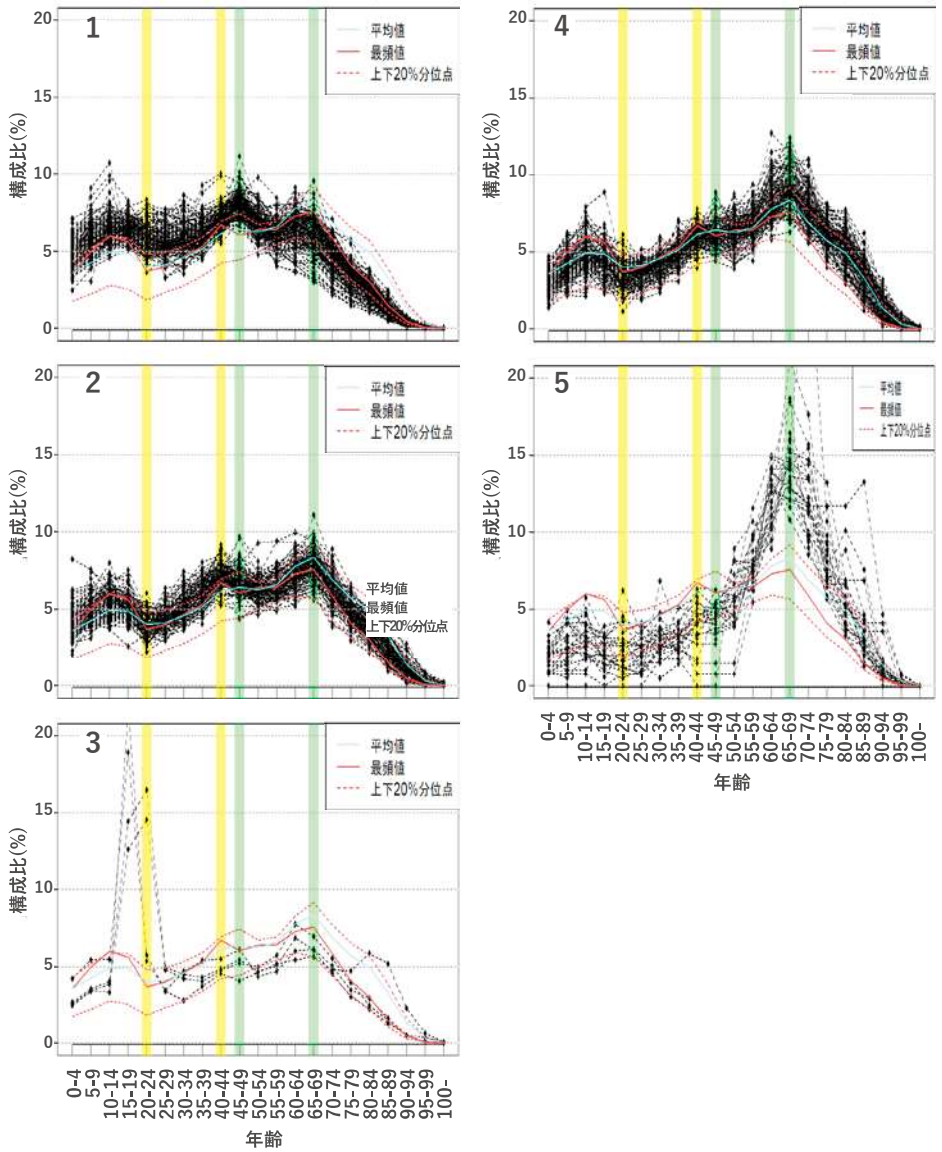 1
平均値
最頻値
上下20%分位点
構成比(%)
20
15
10
5
0
4
平均値
最頻値
上下20%分位点
構成比(%)
20
15
10
5
0
2
平均値
最頻値
上下20%分位点
構成比(%)
20
15
10
5
0
平均値
最頻値
上下20%分位点
5
平均値
最頻値
上下20%分位点
構成比(%)
20
15
10
5
0
0-4
5-9
10-14
15-19
20-24
25-29
30-34
35-39
40-44
45-49
50-54
55-59
60-64
65-69
70-74
75-79
80-84
85-89
90-94
95-99
100-
年齢
3
平均値
最頻値
上下20%分位点
構成比(%)
20
15
10
5
0
0-4
5-9
10-14
15-19
20-24
25-29
30-34
35-39
40-44
45-49
50-54
55-59
60-64
65-69
70-74
75-79
80-84
85-89
90-94
95-99
100-
年齢